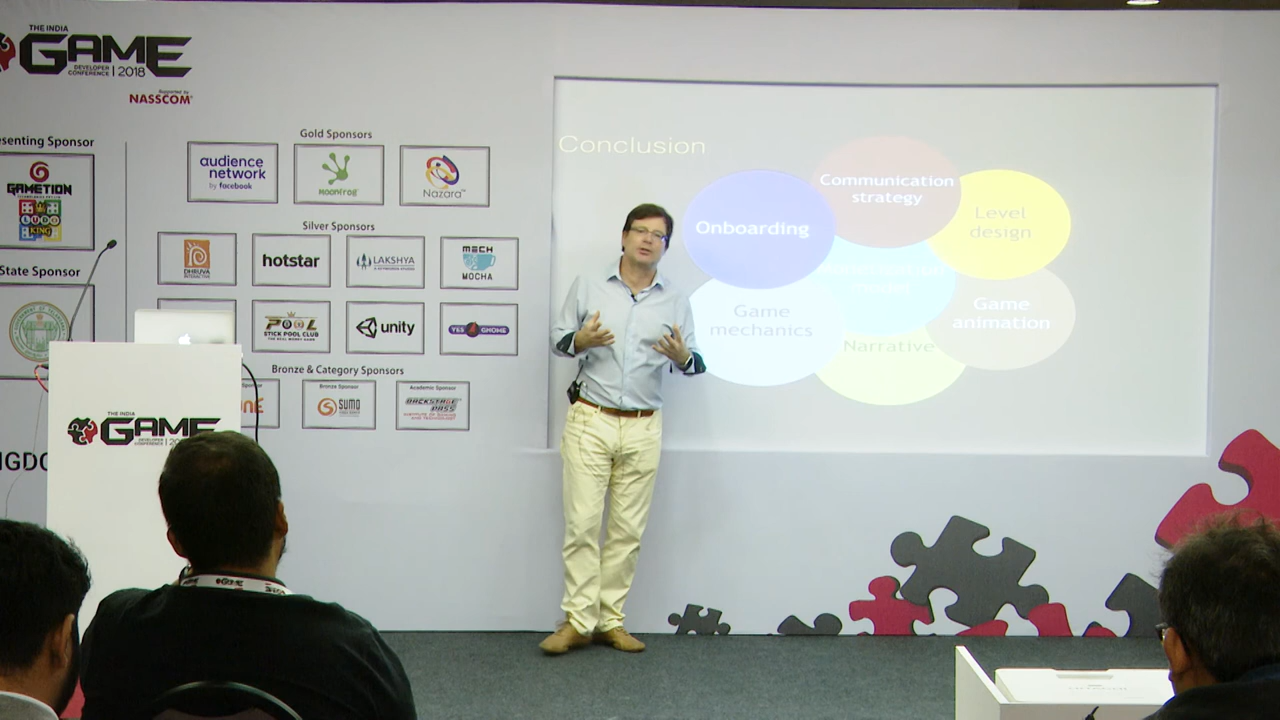 THE INDIA
GAME
DEVELOPER
CONFERENCE | 2018
Supported by
NASSCOM
Gold Sponsors
audience
network
by facebook
MOONFROG
Nazara
Silver Sponsors
DHRUVA
INTERACTIVE
hotstar
LAKSHYA
MECH
MOCHA
POOL
STICK POOL CLUB
unity
YES GNOME
Bronze & Category Sponsors
Bronze Sponsor
SUMO
Academic Sponsor
BACKSTAGE
PASS
Sponsor
GAMETION
LUDO
KING
State Sponsor
THE INDIA
GAME
DEVELOPER
CONFERENCE
Conclusion
Communication
strategy
Onboarding
Level
design
Game
mechanics
Game
animation
Narrative